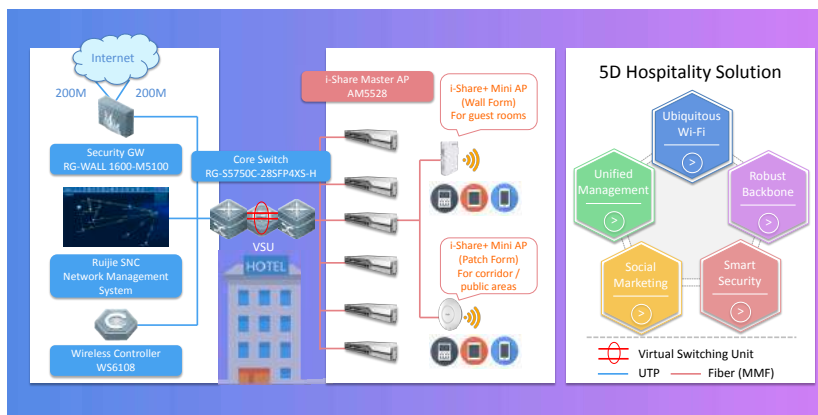 Internet
200M
200M
Security GW
RG-WALL 1600-M5100
Ruijie SNC
Network Management
System
Wireless Controller
WS6108
Core Switch
RG-S5750C-28SFP4XS-H
VSU
HOTEL
i-Share Master AP
AM5528
i-Share+ Mini AP
(Wall Form)
For guest rooms
i-Share+ Mini AP
(Patch Form)
For corridor /
public areas
5D Hospitality Solution
Ubiquitous
Wi-Fi
>
Unified
Management
>
Robust
Backbone
>
Social
Marketing
>
Smart
Security
>
Virtual Switching Unit
UTP
Fiber (MMF)